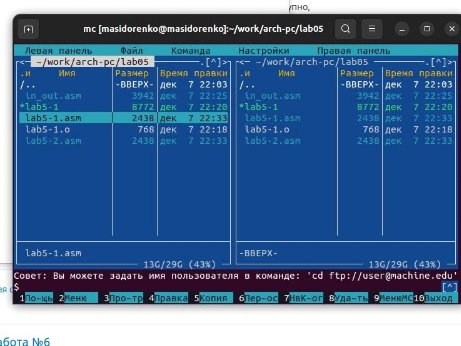 упно,
mc [masidorenko@masidorenko]:~/work/arch-pc/lab05
Левая панель Файл Команда Настройки Правая панель
~/work/arch-pc/lab05 .[^]> ~/work/arch-pc/lab05 .[^]>
.и Имя Размер Время правки .и Имя Размер Время правки
/.. -ВВЕРХ- дек 7 22:03 /.. -ВВЕРХ- дек 7 22:03
in_out.asm 3942 дек 7 22:25 in_out.asm 3942 дек 7 22:25
*lab5-1 8772 дек 7 22:20 *lab5-1 8772 дек 7 22:20
lab5-1.asm 2438 дек 7 22:33 lab5-1.asm 2438 дек 7 22:33
lab5-1.o 768 дек 7 22:18 lab5-1.o 768 дек 7 22:18
lab5-2.asm 2438 дек 7 22:33 lab5-2.asm 2438 дек 7 22:33
lab5-1.asm -ВВЕРХ-
13G/29G (43%) 13G/29G (43%)
Совет: Вы можете задать имя пользователя в команде: 'cd ftp://user@machine.edu'
$ [^]
1По~щь 2Меню 3Про~тр 4Правка 5Копия 6Пер~ос 7НвК~ог 8Уда~ть 9МенюMC 10Выход
абота №6